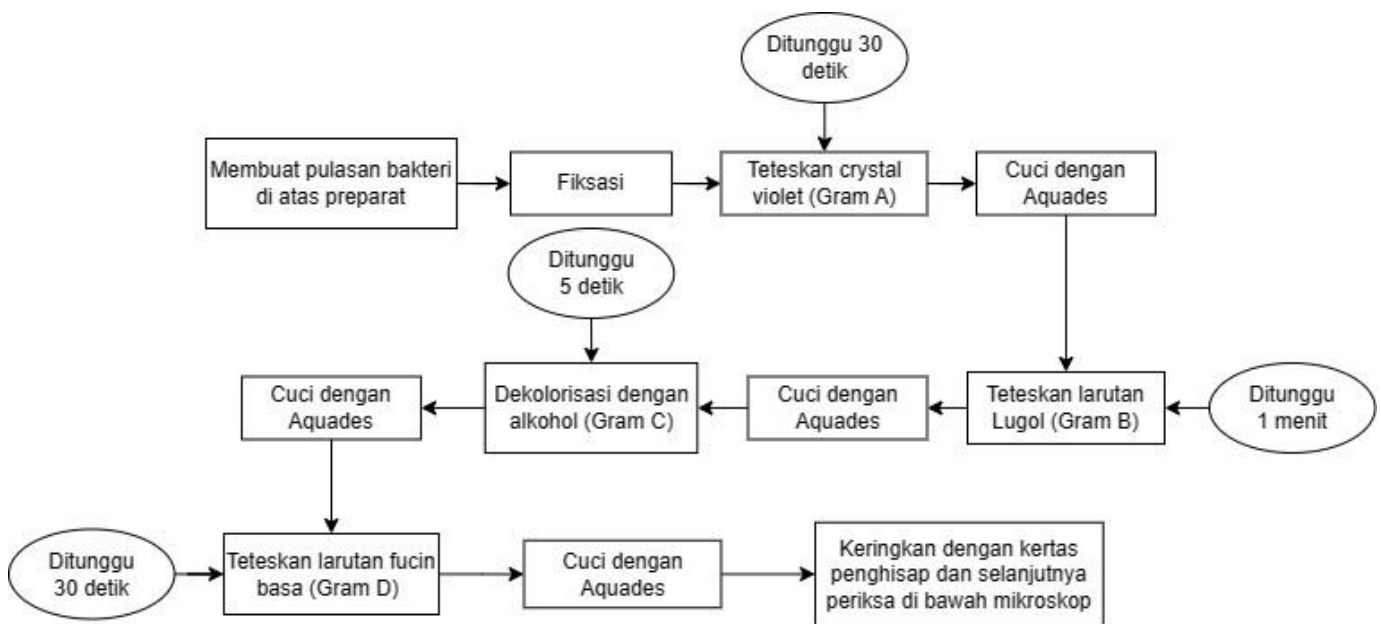 Ditunggu 30
detik
Membuat pulasan bakteri
di atas preparat
Fiksasi
Teteskan crystal
violet (Gram A)
Cuci dengan
Aquades
Ditunggu
5 detik
Cuci dengan
Aquades
Dekolorisasi dengan
alkohol (Gram C)
Cuci dengan
Aquades
Teteskan larutan
Lugol (Gram B)
Ditunggu
1 menit
Ditunggu
30 detik
Teteskan larutan fucin
basa (Gram D)
Cuci dengan
Aquades
Keringkan dengan kertas
penghisap dan selanjutnya
periksa di bawah mikroskop